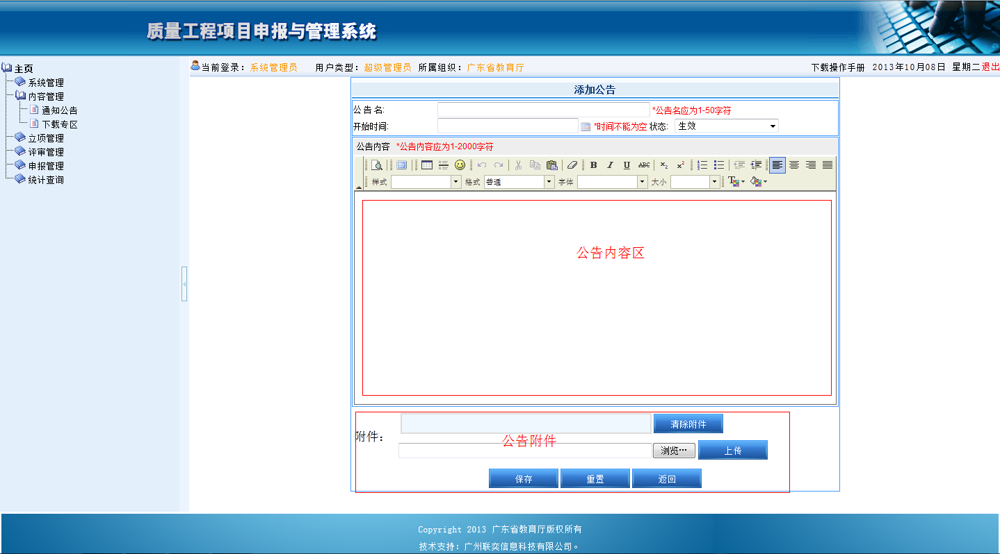 质量工程项目申报与管理系统
当前登录：系统管理员 用户类型：超级管理员 所属组织：广东省教育厅 下载操作手册 2013年10月08日 星期二退出
主页
系统管理
内容管理
通知公告
下载专区
立项管理
评审管理
申报管理
统计查询
添加公告
公 告 名: *公告名应为1-50字符
开始时间: *时间不能为空 状态: 生效
公告内容 *公告内容应为1-2000字符
B I U ABC x₂ x²
样式 格式 普通 字体 大小
公告内容区
附件： 清除附件
公告附件
浏览… 上传
保存 重置 返回
Copyright 2013 广东省教育厅版权所有
技术支持：广州联奕信息科技有限公司。